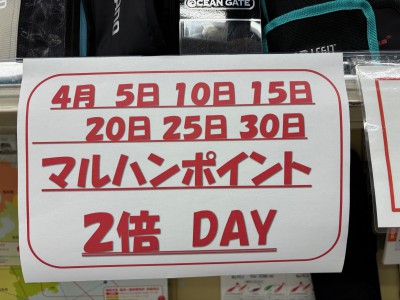 OCEAN GATE
4月 5日 10日 15日
20日 25日 30日
マルハンポイント
2倍 DAY